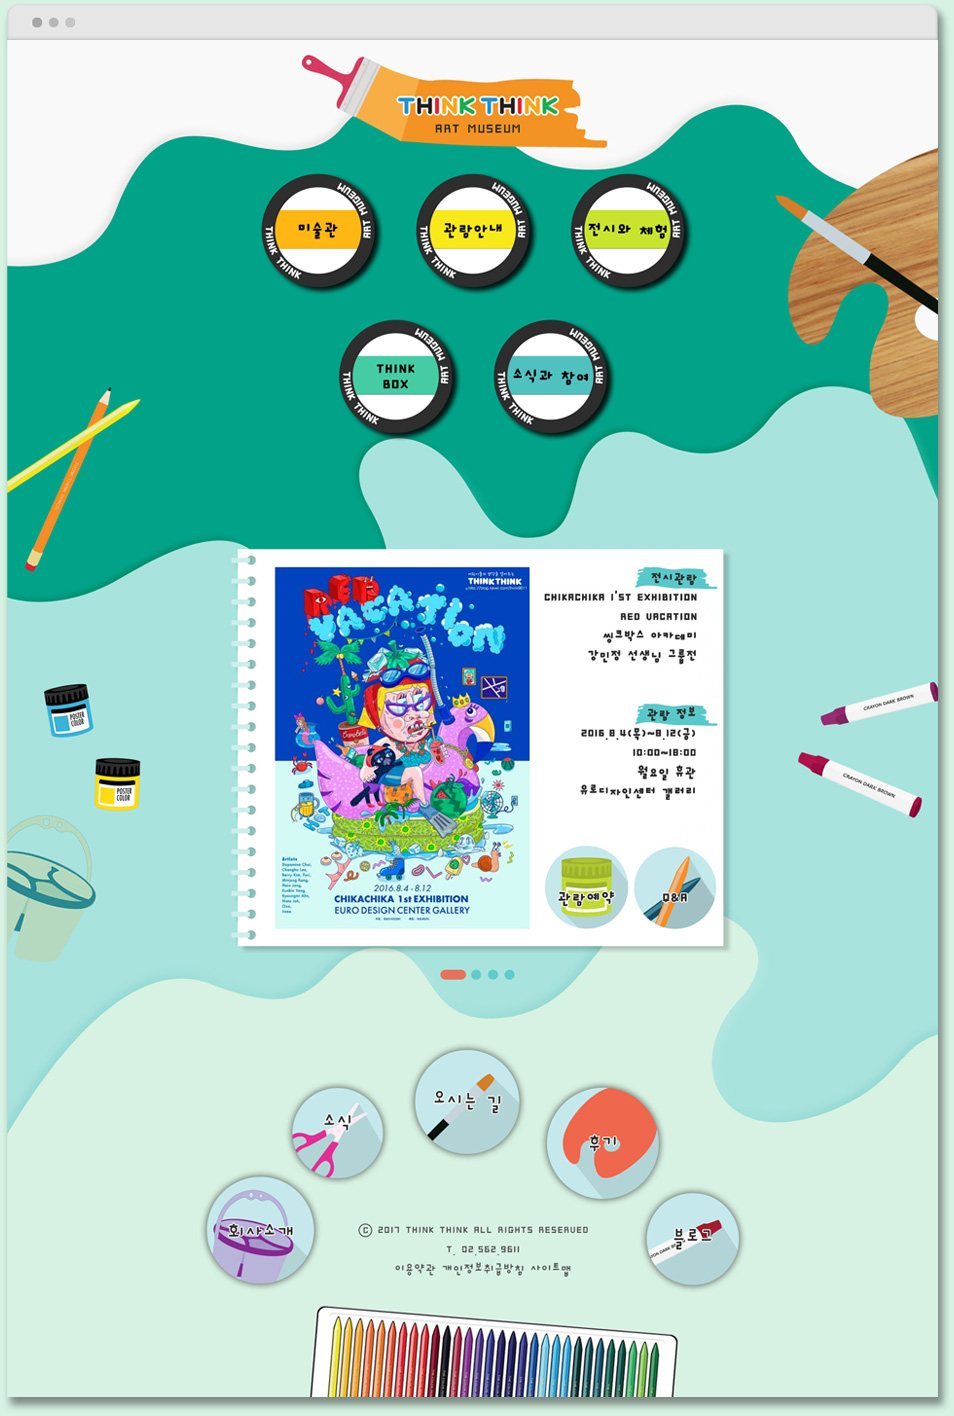 THINK THINK
ART MUSEUM
미술관
THINK THINK ART MUSEUM
관람안내
THINK THINK ART MUSEUM
전시와 체험
THINK THINK ART MUSEUM
THINK
BOX
THINK THINK ART MUSEUM
소식과 참여
THINK THINK ART MUSEUM
THINKTHINK
RED
VACATION
Campbells
Artists
2016.8.4 - 8.12
CHIKACHIKA 1st EXHIBITION
EURO DESIGN CENTER GALLERY
전시관람
CHIKACHIKA 1'ST EXHIBITION
RED VACATION
씽크박스 아카데미
강민정 선생님 그룹전
관람 정보
2016.8.4(목)~8.12(금)
10:00~18:00
월요일 휴관
유로디자인센터 갤러리
관람예약
Q&A
POSTER
COLOR
POSTER
COLOR
CRAYON DARK BROWN
CRAYON DARK BROWN
오시는 길
소식
후기
회사소개
블로그
© 2017 THINK THINK ALL RIGHTS RESERVED
T. 02.562.9611
이용약관 개인정보취급방침 사이트맵